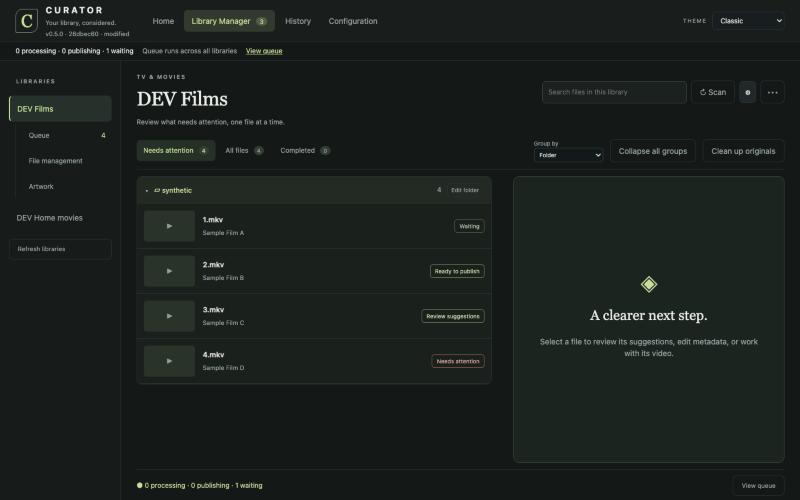 C
CURATOR
Your library, considered.
v0.5.0 · 26dbec60 · modified
Home
Library Manager 3
History
Configuration
THEME
Classic
0 processing · 0 publishing · 1 waiting
Queue runs across all libraries
View queue
LIBRARIES
DEV Films
Queue 4
File management
Artwork
DEV Home movies
Refresh libraries
TV & MOVIES
DEV Films
Review what needs attention, one file at a time.
Search files in this library
Scan
Needs attention 4
All files 4
Completed 0
Group by
Folder
Collapse all groups
Clean up originals
synthetic
4
Edit folder
1.mkv
Sample Film A
Waiting
2.mkv
Sample Film B
Ready to publish
3.mkv
Sample Film C
Review suggestions
4.mkv
Sample Film D
Needs attention
A clearer next step.
Select a file to review its suggestions, edit metadata, or work
with its video.
0 processing · 0 publishing · 1 waiting
View queue